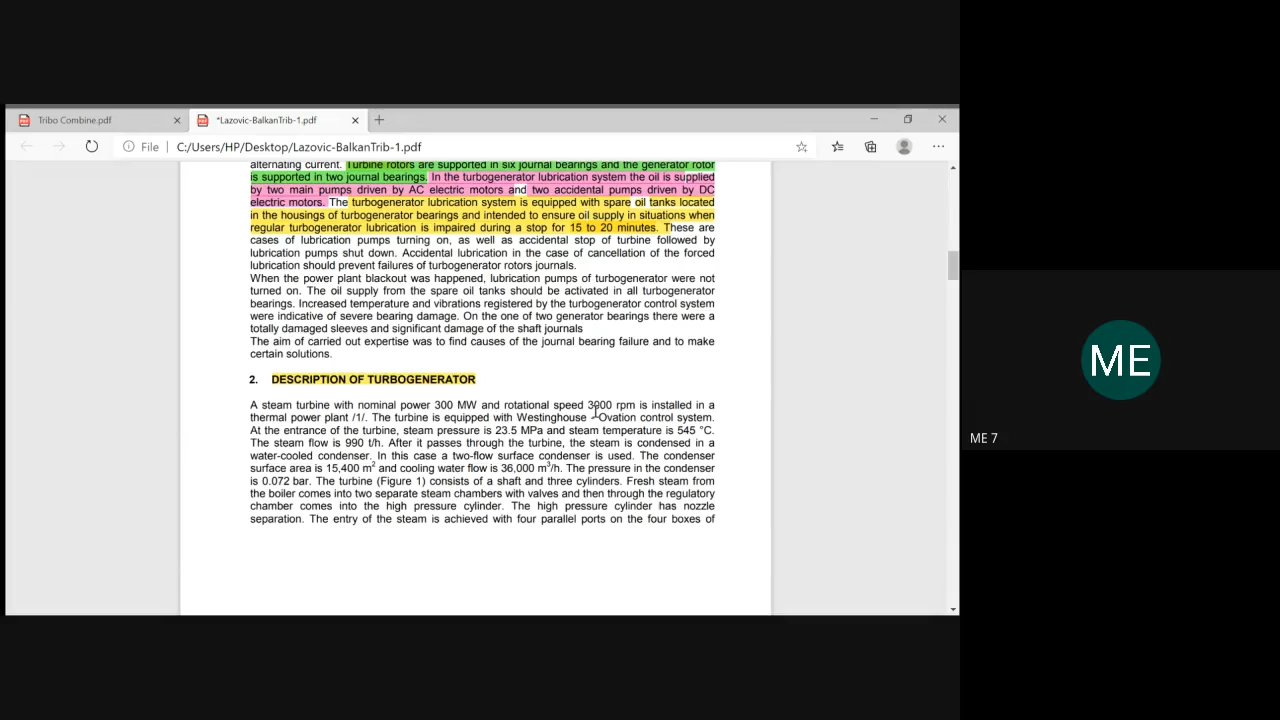 Tribo Combine.pdf
*Lazovic-BalkanTrib-1.pdf
File
C:/Users/HP/Desktop/Lazovic-BalkanTrib-1.pdf
alternating current. Turbine rotors are supported in six journal bearings and the generator rotor
is supported in two journal bearings. In the turbogenerator lubrication system the oil is supplied
by two main pumps driven by AC electric motors and two accidental pumps driven by DC
electric motors. The turbogenerator lubrication system is equipped with spare oil tanks located
in the housings of turbogenerator bearings and intended to ensure oil supply in situations when
regular turbogenerator lubrication is impaired during a stop for 15 to 20 minutes. These are
cases of lubrication pumps turning on, as well as accidental stop of turbine followed by
lubrication pumps shut down. Accidental lubrication in the case of cancellation of the forced
lubrication should prevent failures of turbogenerator rotors journals.
When the power plant blackout was happened, lubrication pumps of turbogenerator were not
turned on. The oil supply from the spare oil tanks should be activated in all turbogenerator
bearings. Increased temperature and vibrations registered by the turbogenerator control system
were indicative of severe bearing damage. On the one of two generator bearings there were a
totally damaged sleeves and significant damage of the shaft journals
The aim of carried out expertise was to find causes of the journal bearing failure and to make
certain solutions.
2. DESCRIPTION OF TURBOGENERATOR
A steam turbine with nominal power 300 MW and rotational speed 3000 rpm is installed in a
thermal power plant /1/. The turbine is equipped with Westinghouse - Ovation control system.
At the entrance of the turbine, steam pressure is 23.5 MPa and steam temperature is 545 °C.
The steam flow is 990 t/h. After it passes through the turbine, the steam is condensed in a
water-cooled condenser. In this case a two-flow surface condenser is used. The condenser
surface area is 15,400 m² and cooling water flow is 36,000 m³/h. The pressure in the condenser
is 0.072 bar. The turbine (Figure 1) consists of a shaft and three cylinders. Fresh steam from
the boiler comes into two separate steam chambers with valves and then through the regulatory
chamber comes into the high pressure cylinder. The high pressure cylinder has nozzle
separation. The entry of the steam is achieved with four parallel ports on the four boxes of
ME
ME 7